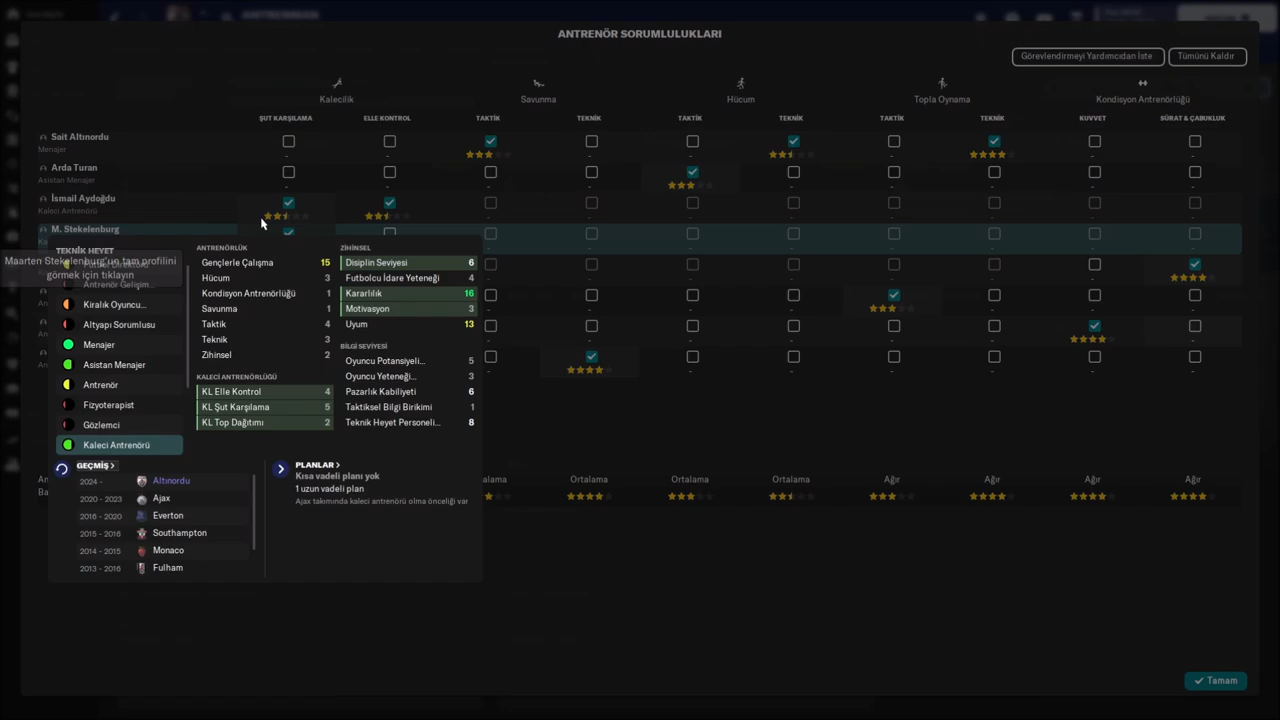 ANTRENÖR SORUMLULUKLARI
Görevlendirmeyi Yardımcıdan İste
Tümünü Kaldır
Kalecilik
Savunma
Hücum
Topla Oynama
Kondisyon Antrenörlüğü
ŞUT KARŞILAMA
ELLE KONTROL
TAKTİK
TEKNİK
TAKTİK
TEKNİK
TAKTİK
TEKNİK
KUVVET
SÜRAT & ÇABUKLUK
Sait Altınordu
Menajer
Arda Turan
Asistan Menajer
İsmail Aydoğdu
Kaleci Antrenörü
M. Stekelenburg
TEKNİK HEYET
Maarten Stekelenburg'un tam profilini
görmek için tıklayın
Antrenör Gelişim...
Kiralık Oyuncu...
Altyapı Sorumlusu
Menajer
Asistan Menajer
Antrenör
Fizyoterapist
Gözlemci
Kaleci Antrenörü
ANTRENÖRLÜK
Gençlerle Çalışma 15
Hücum 3
Kondisyon Antrenörlüğü 1
Savunma 1
Taktik 4
Teknik 3
Zihinsel 2
KALECİ ANTRENÖRLÜĞÜ
KL Elle Kontrol 4
KL Şut Karşılama 5
KL Top Dağıtımı 2
ZİHİNSEL
Disiplin Seviyesi 6
Futbolcu İdare Yeteneği 4
Kararlılık 16
Motivasyon 3
Uyum 13
BİLGİ SEVİYESİ
Oyuncu Potansiyeli... 5
Oyuncu Yeteneği... 3
Pazarlık Kabiliyeti 6
Taktiksel Bilgi Birikimi 1
Teknik Heyet Personeli... 8
GEÇMİŞ >
2024 - Altınordu
2020 - 2023 Ajax
2016 - 2020 Everton
2015 - 2016 Southampton
2014 - 2015 Monaco
2013 - 2016 Fulham
PLANLAR >
Kısa vadeli planı yok
1 uzun vadeli plan
Ajax takımında kaleci antrenörü olma önceliği var
Ortalama
Ortalama
Ortalama
Ağır
Ağır
Ağır
Ağır
Tamam